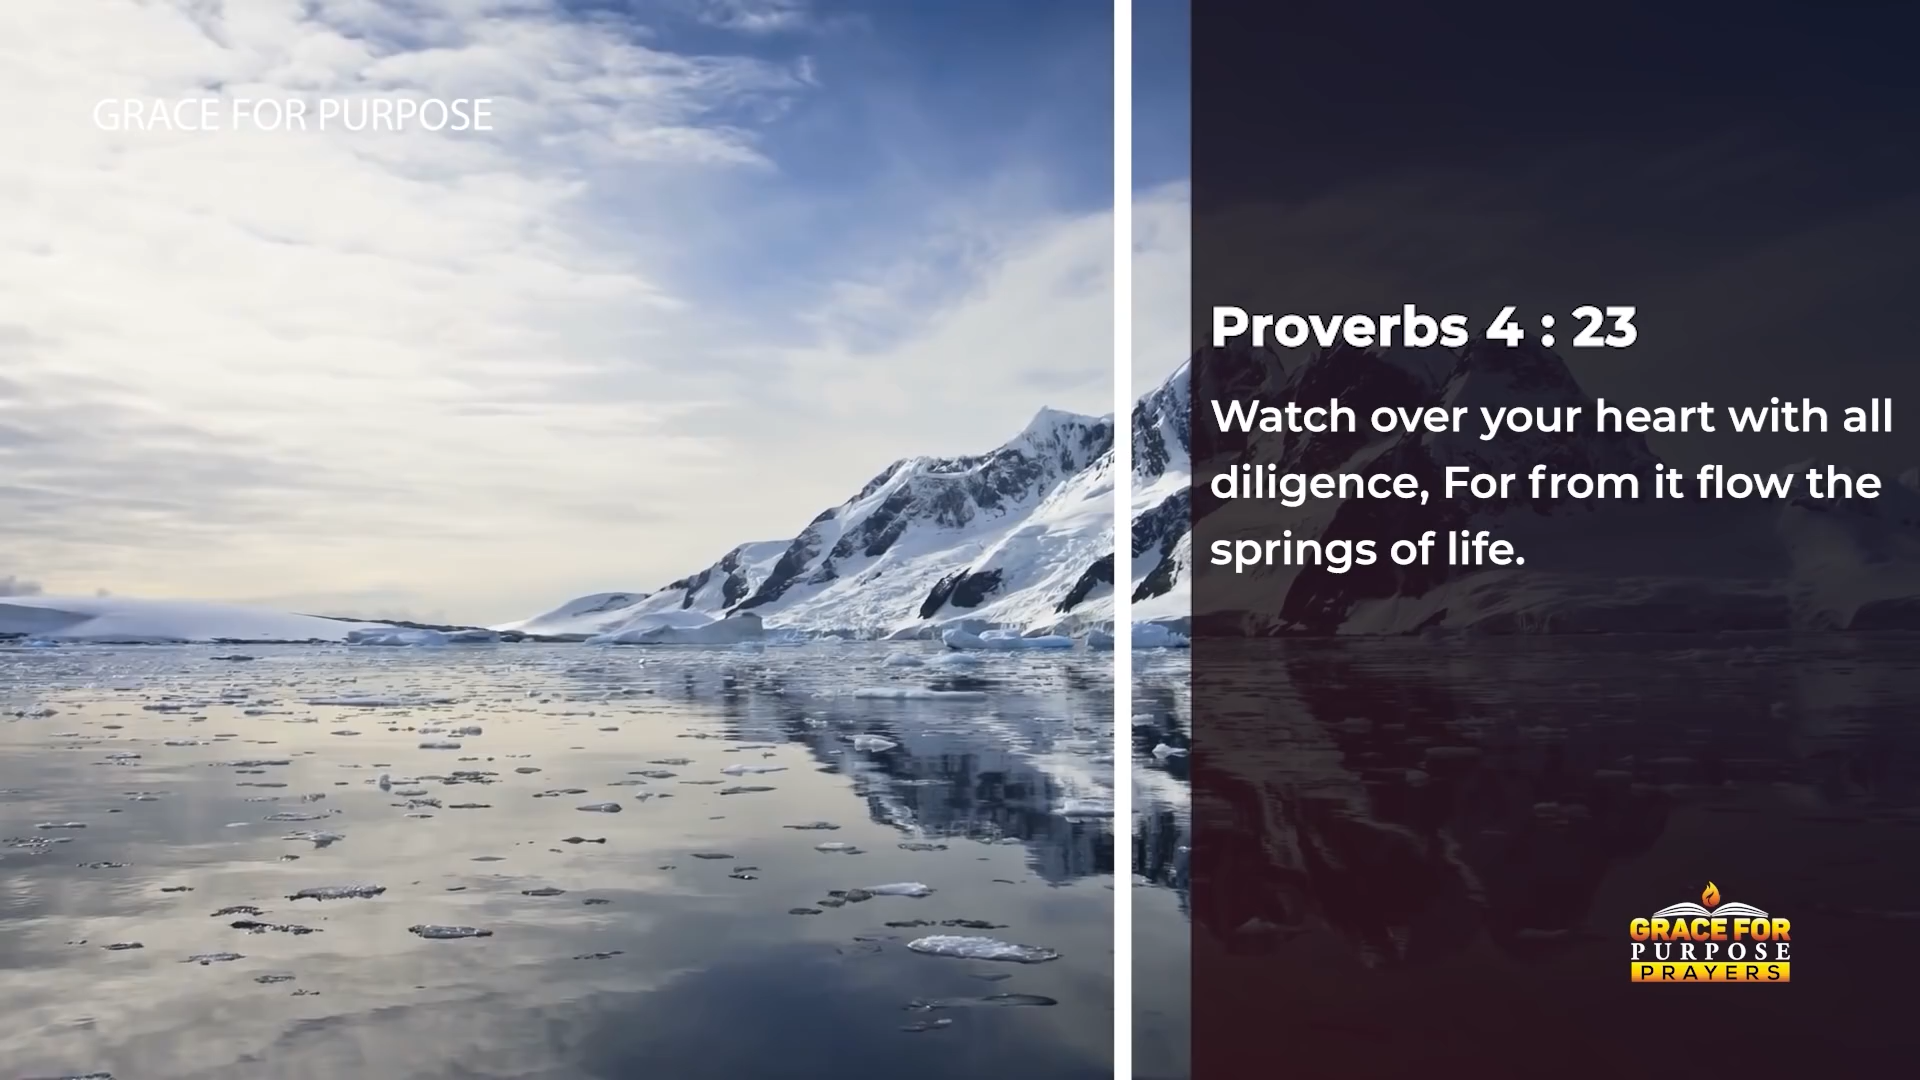 GRACE FOR PURPOSE
Proverbs 4 : 23
Watch over your heart with all
diligence, For from it flow the
springs of life.
GRACE FOR
PURPOSE
PRAYERS